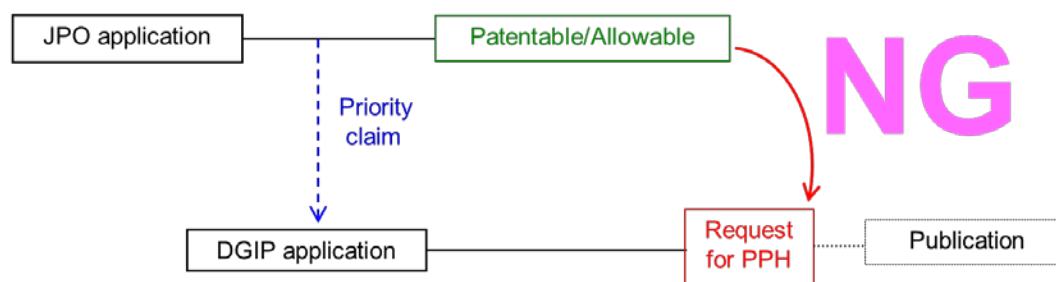 JPO application
Patentable/Allowable
NG
Priority
claim
DGIP application
Request
for PPH
Publication